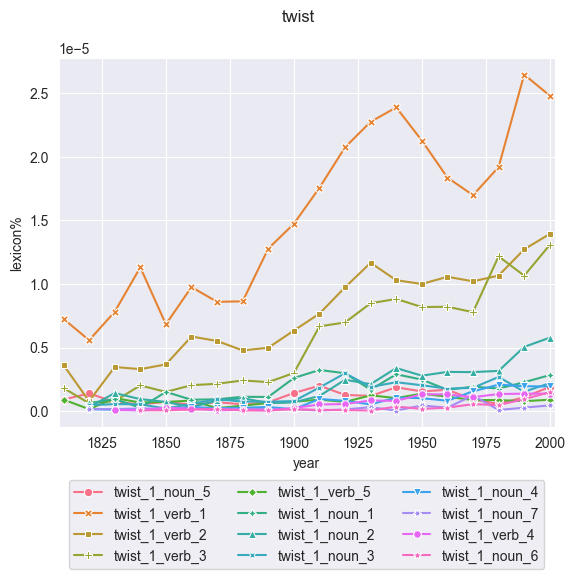 twist
1e−5
2.5
2.0
1.5
1.0
0.5
0.0
lexicon%
1825 1850 1875 1900 1925 1950 1975 2000
year
twist_1_noun_5 twist_1_verb_5 twist_1_noun_4
twist_1_verb_1 twist_1_noun_1 twist_1_noun_7
twist_1_verb_2 twist_1_noun_2 twist_1_verb_4
twist_1_verb_3 twist_1_noun_3 twist_1_noun_6